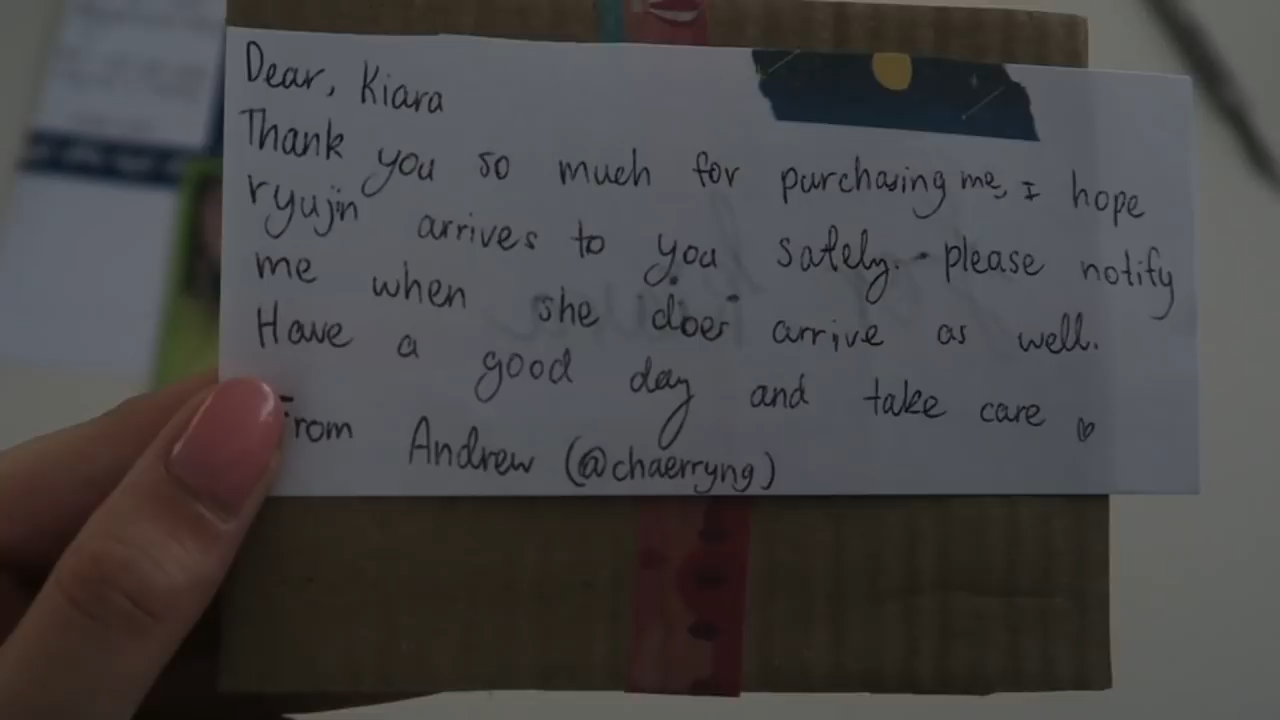 Dear, Kiara
Thank you so much for purchasing me, I hope
ryujin arrives to you safely. please notify
me when she does arrive as well.
Have a good day and take care ♡
From Andrew (@chaerryng)